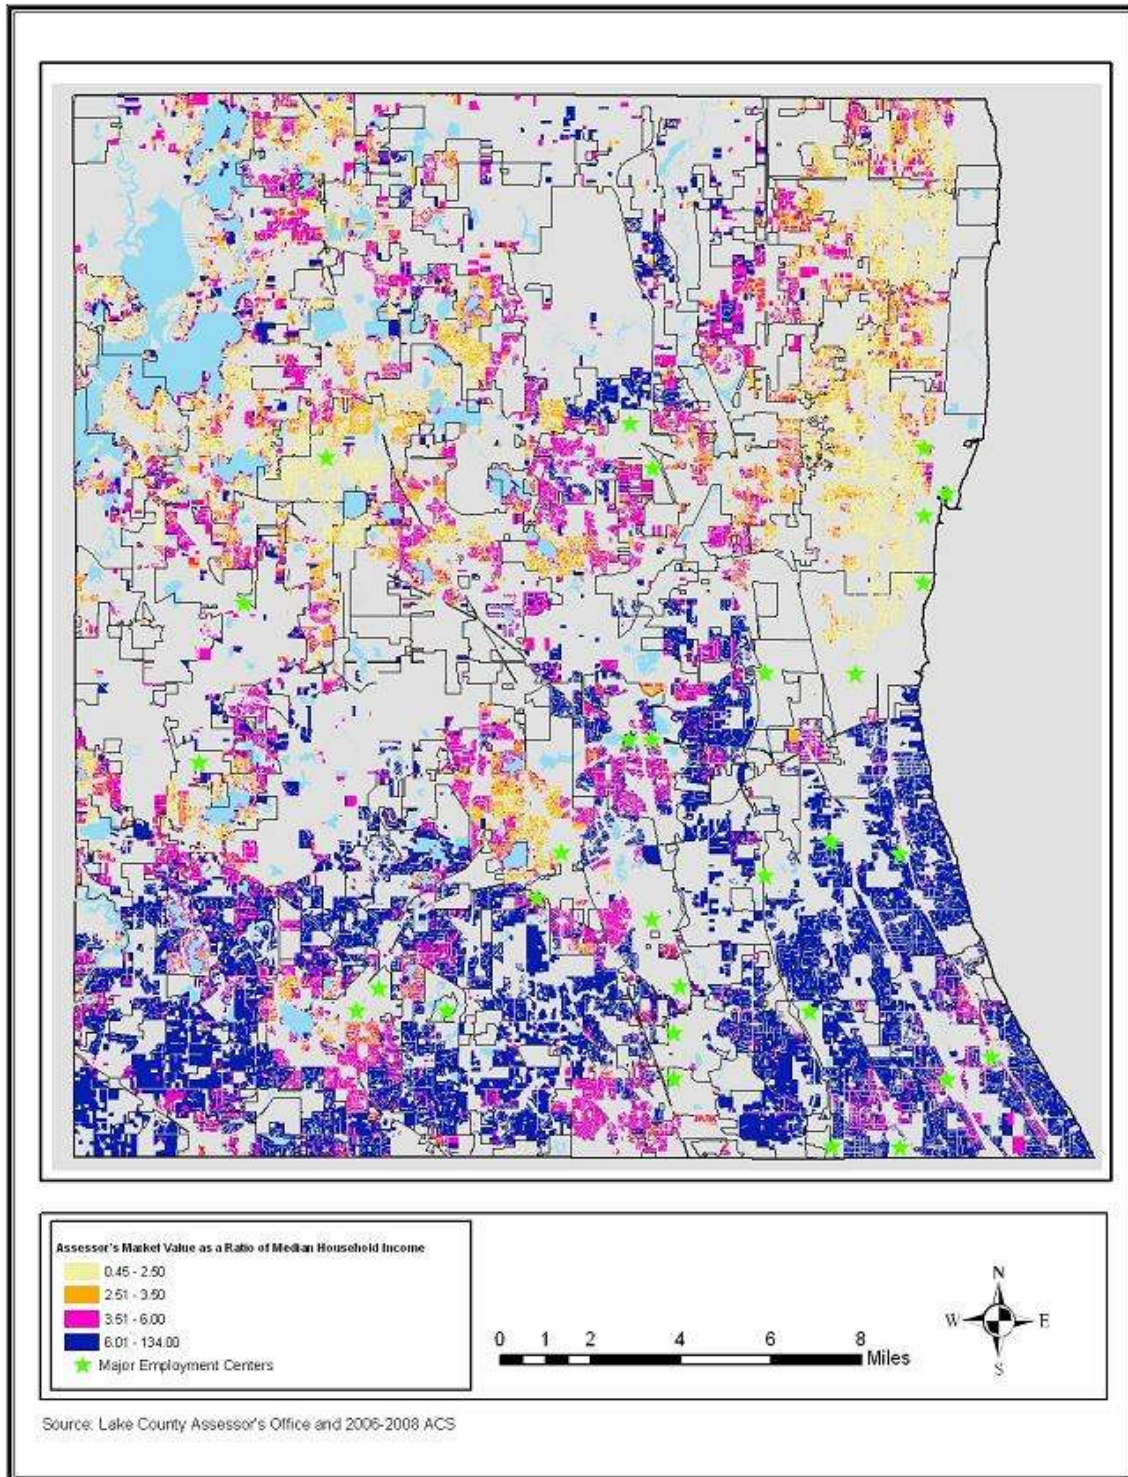 Assessor's Market Value as a Ratio of Median Household Income
0.45 - 2.50
2.51 - 3.50
3.51 - 6.00
6.01 - 134.00
Major Employment Centers
0 1 2 4 6 8
Miles
N
W E
S
Source: Lake County Assessor's Office and 2006-2008 ACS